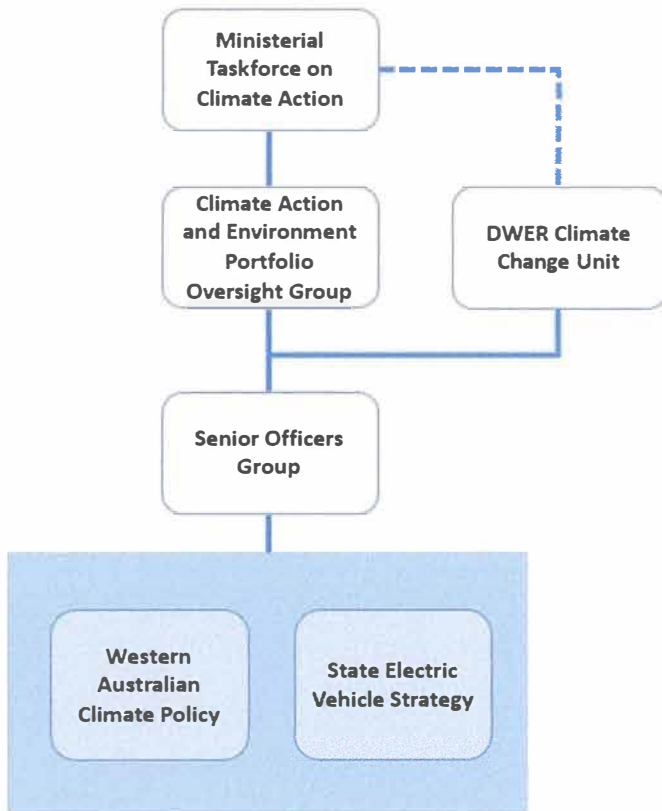 Ministerial
Taskforce on
Climate Action
Climate Action
and Environment
Portfolio
Oversight Group
DWER Climate
Change Unit
Senior Officers
Group
Western
Australian
Climate Policy
State Electric
Vehicle Strategy